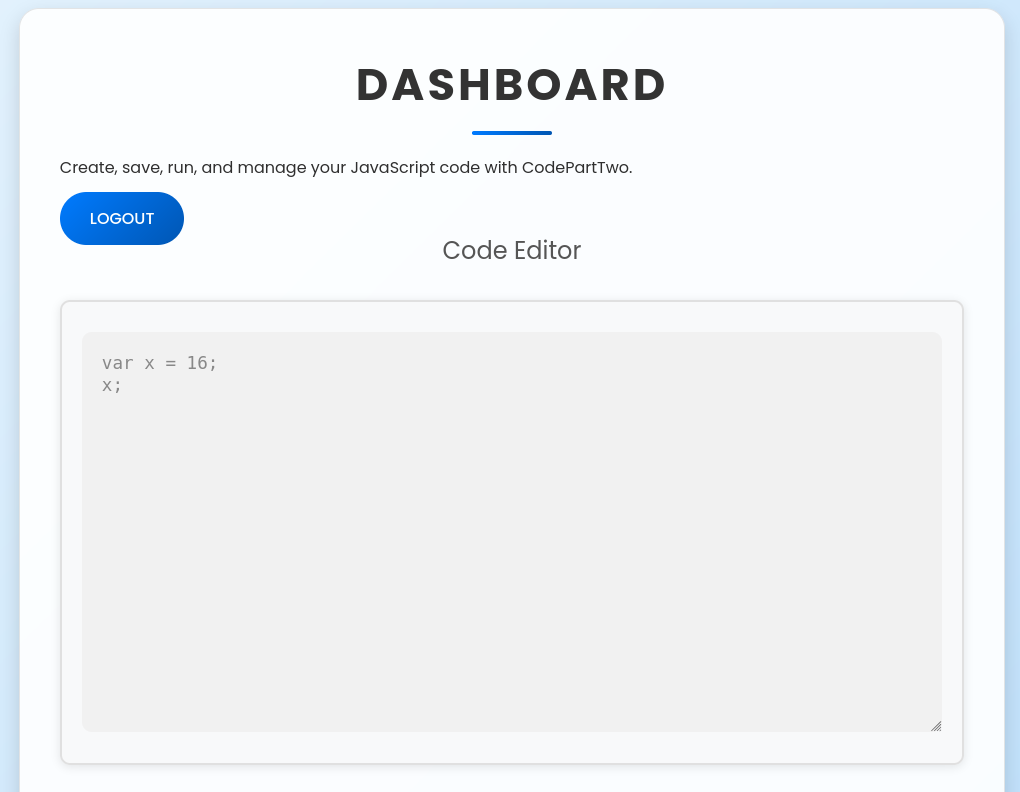 DASHBOARD
Create, save, run, and manage your JavaScript code with CodePartTwo.
LOGOUT
Code Editor
var x = 16;
x;